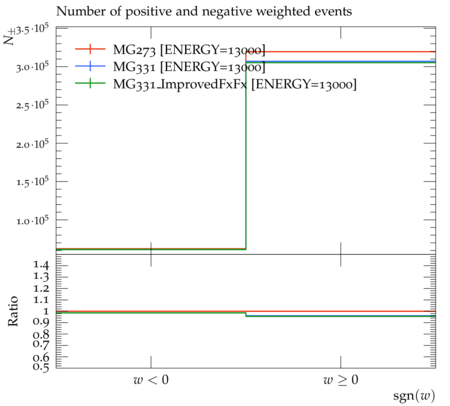 Number of positive and negative weighted events
N±
3.5·10⁵
MG273 [ENERGY=13000]
3.0·10⁵
MG331 [ENERGY=13000]
MG331_ImprovedFxFx [ENERGY=13000]
2.5·10⁵
2.0·10⁵
1.5·10⁵
1.0·10⁵
Ratio
1.4
1.3
1.2
1.1
1
0.9
0.8
0.7
0.6
0.5
w < 0 w ≥ 0
sgn(w)